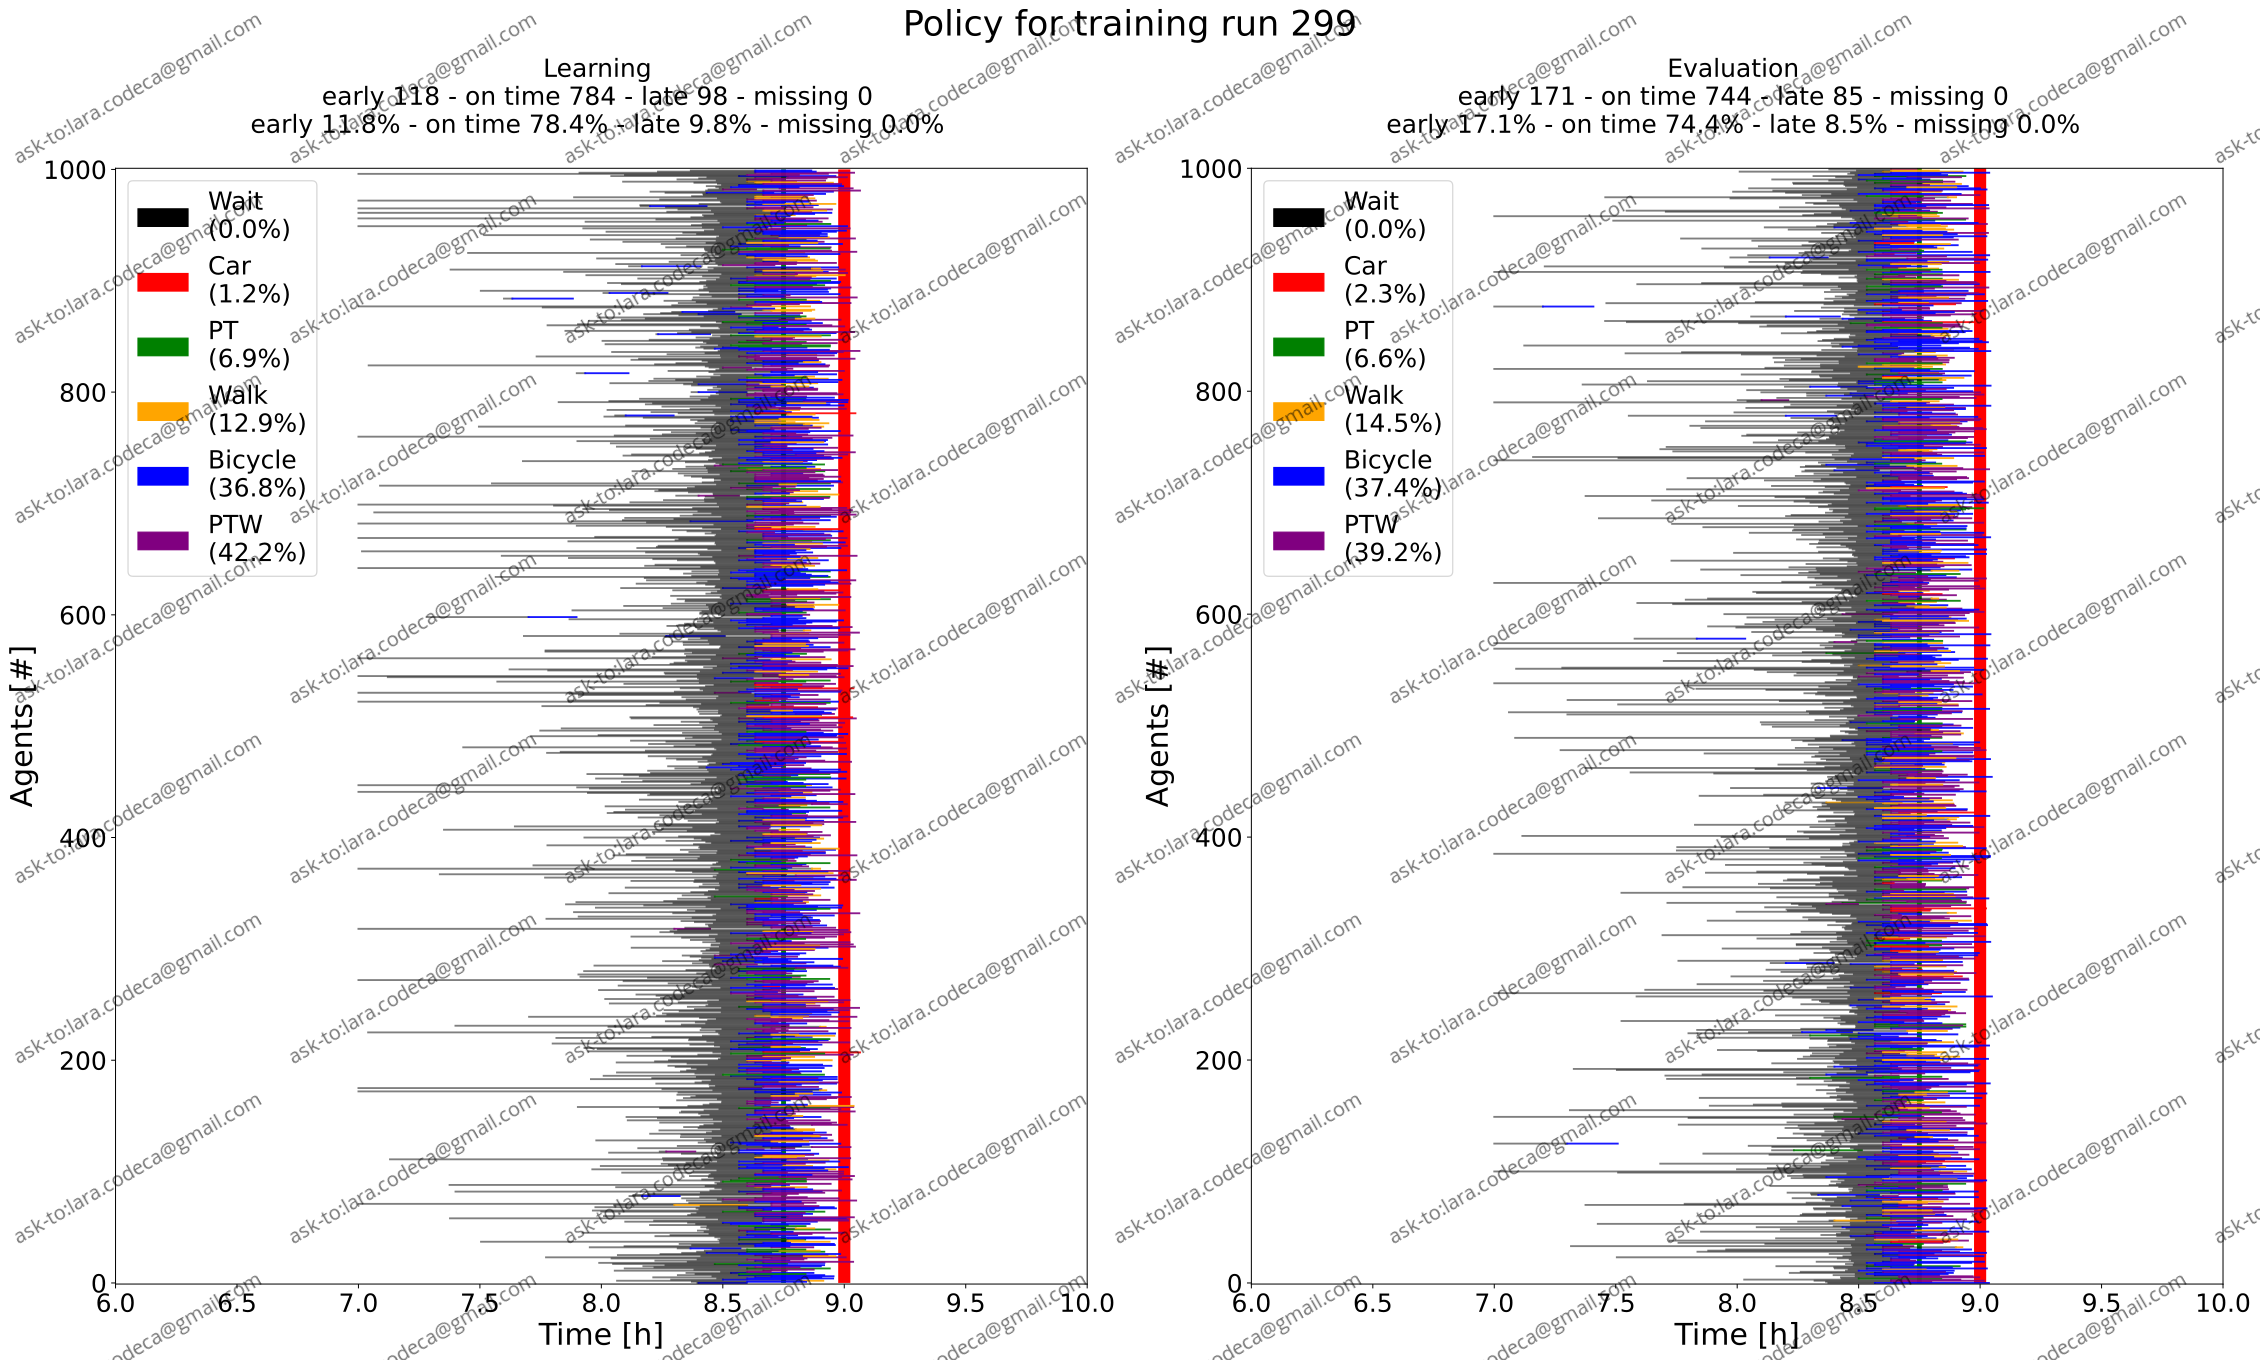 Policy for training run 299
Learning
early 118 - on time 784 - late 98 - missing 0
early 11.8% - on time 78.4% - late 9.8% - missing 0.0%
Agents [#]
1000
800
600
400
200
0
Wait
(0.0%)
Car
(1.2%)
PT
(6.9%)
Walk
(12.9%)
Bicycle
(36.8%)
PTW
(42.2%)
6.0 6.5 7.0 7.5 8.0 8.5 9.0 9.5 10.0
Time [h]
Evaluation
early 171 - on time 744 - late 85 - missing 0
early 17.1% - on time 74.4% - late 8.5% - missing 0.0%
Agents [#]
1000
800
600
400
200
0
Wait
(0.0%)
Car
(2.3%)
PT
(6.6%)
Walk
(14.5%)
Bicycle
(37.4%)
PTW
(39.2%)
6.0 6.5 7.0 7.5 8.0 8.5 9.0 9.5 10.0
Time [h]
ask-to:lara.codeca@gmail.com